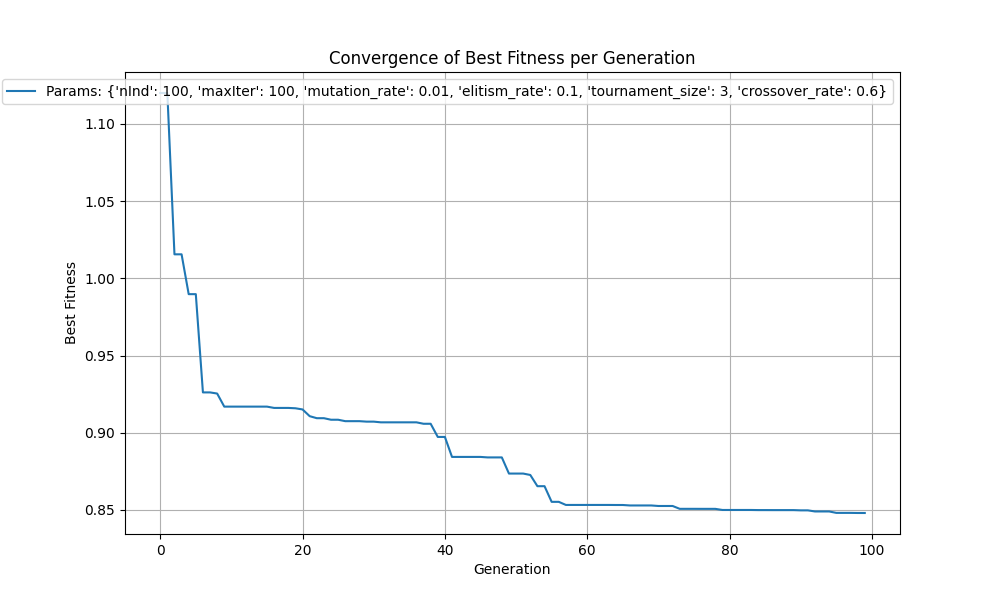 Convergence of Best Fitness per Generation
Params: {'nInd': 100, 'maxIter': 100, 'mutation_rate': 0.01, 'elitism_rate': 0.1, 'tournament_size': 3, 'crossover_rate': 0.6}
1.10
1.05
1.00
0.95
0.90
0.85
Best Fitness
0 20 40 60 80 100
Generation